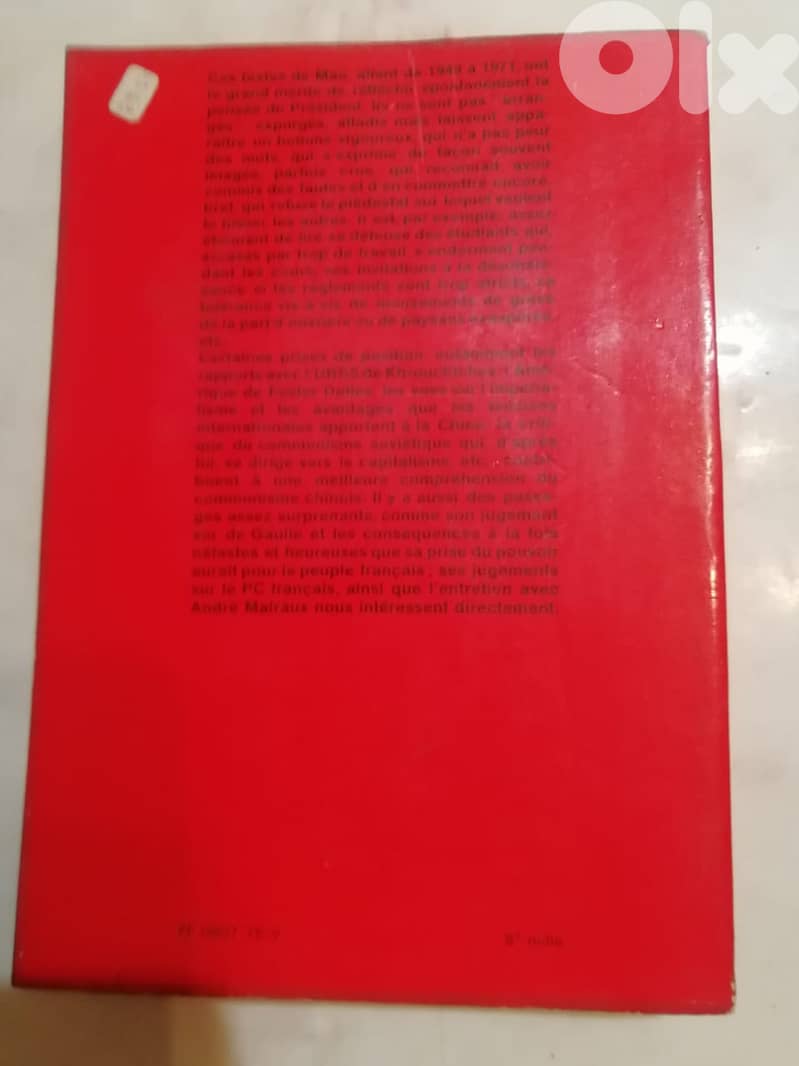 olx
Ces textes de Mao, allant de 1949 à 1971, ont
le grand mérite de refléter spontanément la
pensée du Président. Ils ne sont pas "arran-
gés", expurgés, affadis mais laissent appa-
raître un homme vigoureux, qui n'a pas peur
des mots, qui s'exprime de façon souvent
imagée, parfois crue, qui reconnaît avoir
commis des fautes et d'en commettre encore,
bref, qui refuse le piédestal sur lequel veulent
le hisser les autres. Il est, par exemple, assez
de lire sa défense des étudiants qui,
écrasés par trop de travail, s'endorment pen-
dant les cours, ses invitations à la désobéis-
sance si les règlements sont trop stricts, sa
tolérance vis-à-vis de mouvements de grève
de la part d'ouvriers ou de paysans
etc.
Certaines prises de position, notamment les
rapports avec l'URSS de Khrouchtchev, l'Amé-
rique de Foster Dulles, les vues sur l'impéria-
lisme et les avantages que les tensions
internationales apportent à la Chine, la criti-
que du communisme soviétique qui, d'après
lui, se dirige vers le capitalisme, etc., contri-
buent à une meilleure compréhension du
communisme chinois. Il y a aussi des passa-
ges assez surprenants, comme son jugement
sur de Gaulle et les conséquences à la fois
néfastes et heureuses que sa prise du pouvoir
aurait pour le peuple français ; ses jugements
sur le PC français, ainsi que l'entretien avec
André Malraux nous intéressent directement.